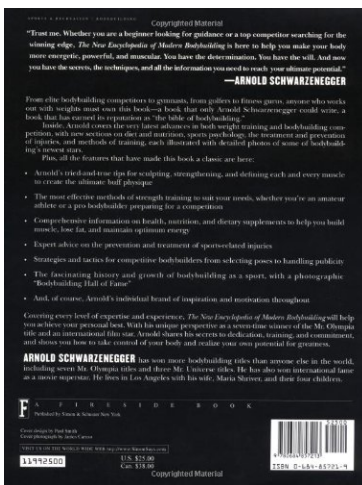 SPORTS & RECREATION / BODYBUILDING
Copyrighted Material
"Trust me. Whether you are a beginner looking for guidance or a top competitor searching for the
winning edge, The New Encyclopedia of Modern Bodybuilding is here to help you make your body
more energetic, powerful, and muscular. You have the determination. You have the will. And now
you have the secrets, the techniques, and all the information you need to reach your ultimate potential."
—ARNOLD SCHWARZENEGGER
From elite bodybuilding competitors to gymnasts, from golfers to fitness gurus, anyone who works
out with weights must own this book—a book that only Arnold Schwarzenegger could write, a
book that has earned its reputation as "the bible of bodybuilding."
Inside, Arnold covers the very latest advances in both weight training and bodybuilding com-
petition, with new sections on diet and nutrition, sports psychology, the treatment and prevention
of injuries, and methods of training, each illustrated with detailed photos of some of bodybuild-
ing's newest stars.
Plus, all the features that have made this book a classic are here:
• Arnold's tried-and-true tips for sculpting, strengthening, and defining each and every muscle
to create the ultimate buff physique
• The most effective methods of strength training to suit your needs, whether you're an amateur
athlete or a pro bodybuilder preparing for a competition
• Comprehensive information on health, nutrition, and dietary supplements to help you build
muscle, lose fat, and maintain optimum energy
• Expert advice on the prevention and treatment of sports-related injuries
• Strategies and tactics for competitive bodybuilders from selecting poses to handling publicity
• The fascinating history and growth of bodybuilding as a sport, with a photographic
"Bodybuilding Hall of Fame"
• And, of course, Arnold's individual brand of inspiration and motivation throughout
Covering every level of expertise and experience, The New Encyclopedia of Modern Bodybuilding will help
you achieve your personal best. With his unique perspective as a seven-time winner of the Mr. Olympia
title and an international film star, Arnold shares his secrets to dedication, training, and commitment,
and shows you how to take control of your body and realize your own potential for greatness.
ARNOLD SCHWARZENEGGER has won more bodybuilding titles than anyone else in the world,
including seven Mr. Olympia titles and three Mr. Universe titles. He has also won international fame
as a movie superstar. He lives in Los Angeles with his wife, Maria Shriver, and their four children.
F
A FIRESIDE BOOK
Published by Simon & Schuster New York
Cover design by
Cover photograph by James Caruso
VISIT US ON THE WORLD WIDE WEB
11992500
U.S. $25.00
Can. $38.00
9 780684 857213
ISBN 0-684-85721-9
Copyrighted Material